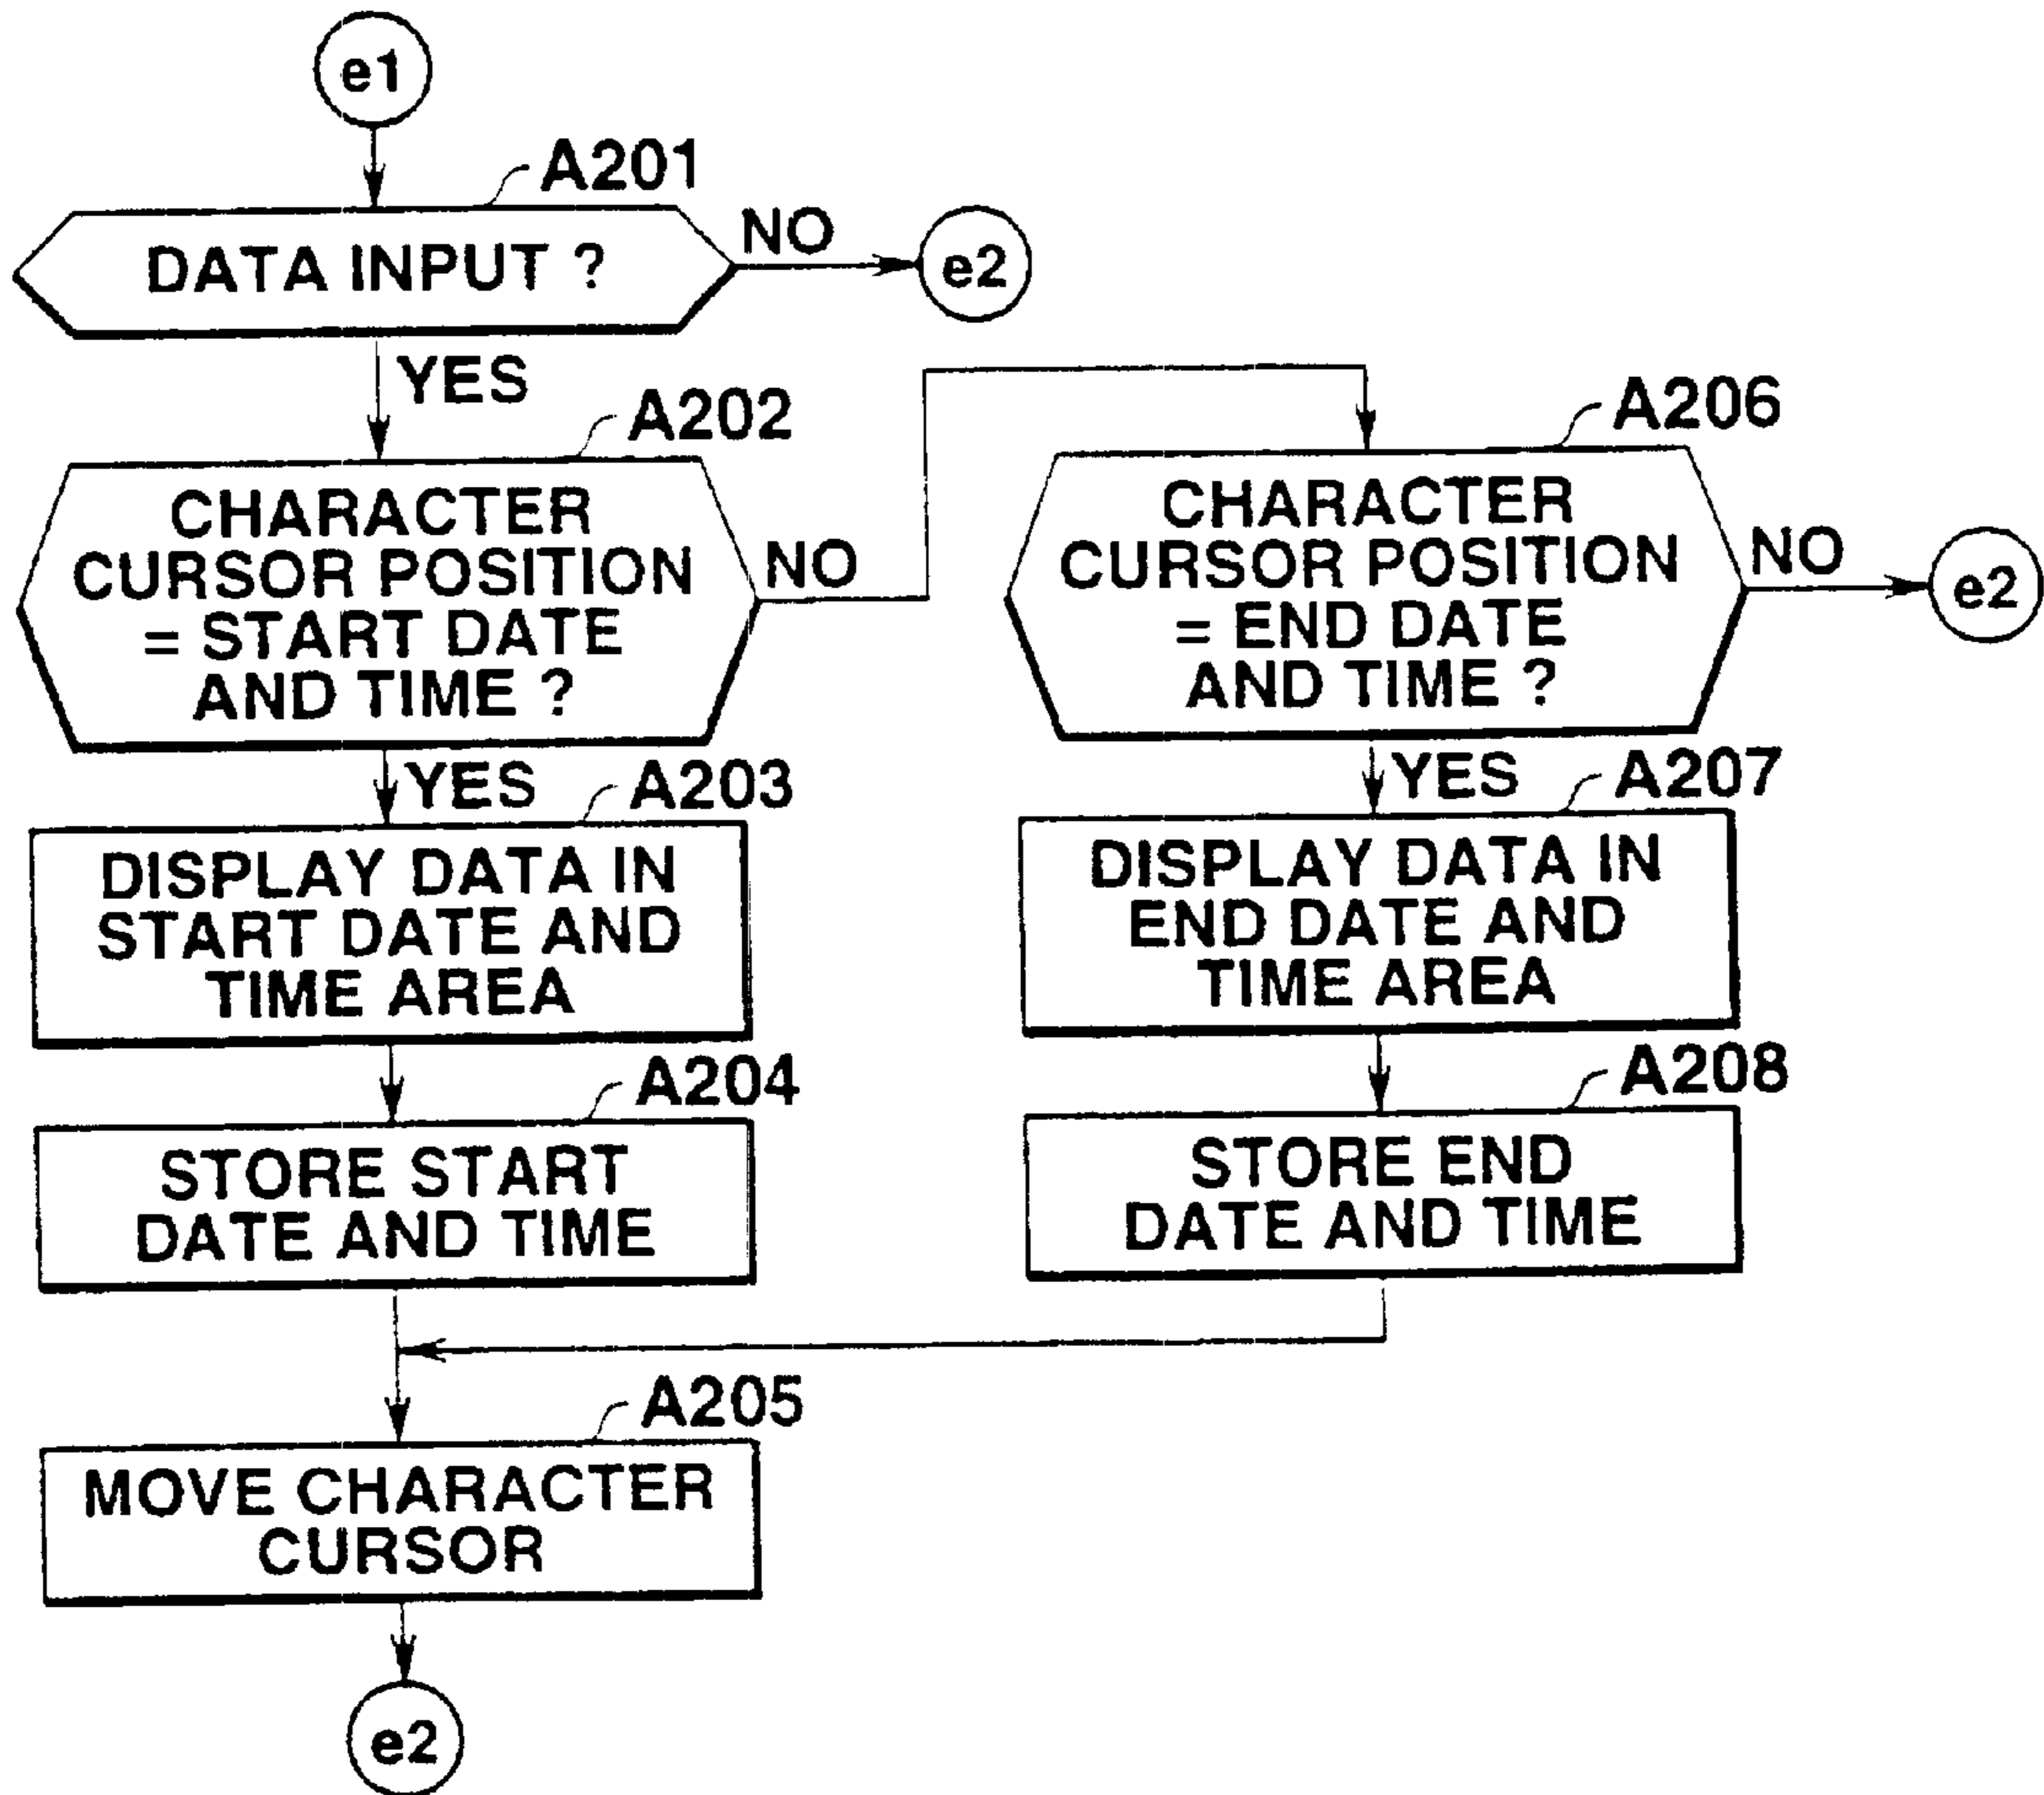 e1
A201
DATA INPUT ?
NO
e2
YES
A202
CHARACTER
CURSOR POSITION
= START DATE
AND TIME ?
NO
A206
CHARACTER
CURSOR POSITION
= END DATE
AND TIME ?
NO
e2
YES
A203
DISPLAY DATA IN
START DATE AND
TIME AREA
YES
A207
DISPLAY DATA IN
END DATE AND
TIME AREA
A204
STORE START
DATE AND TIME
A208
STORE END
DATE AND TIME
A205
MOVE CHARACTER
CURSOR
e2